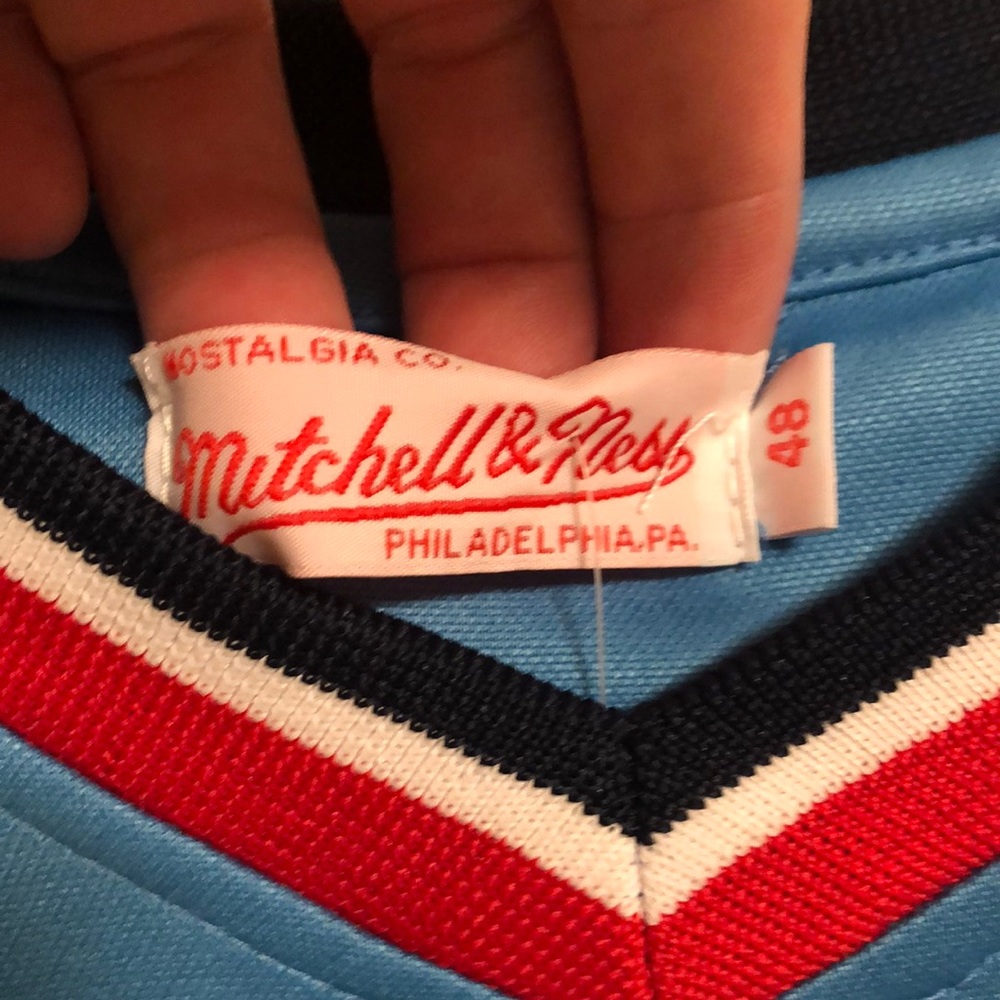 NOSTALGIA CO.
Mitchell & Ness
PHILADELPHIA, PA.
48